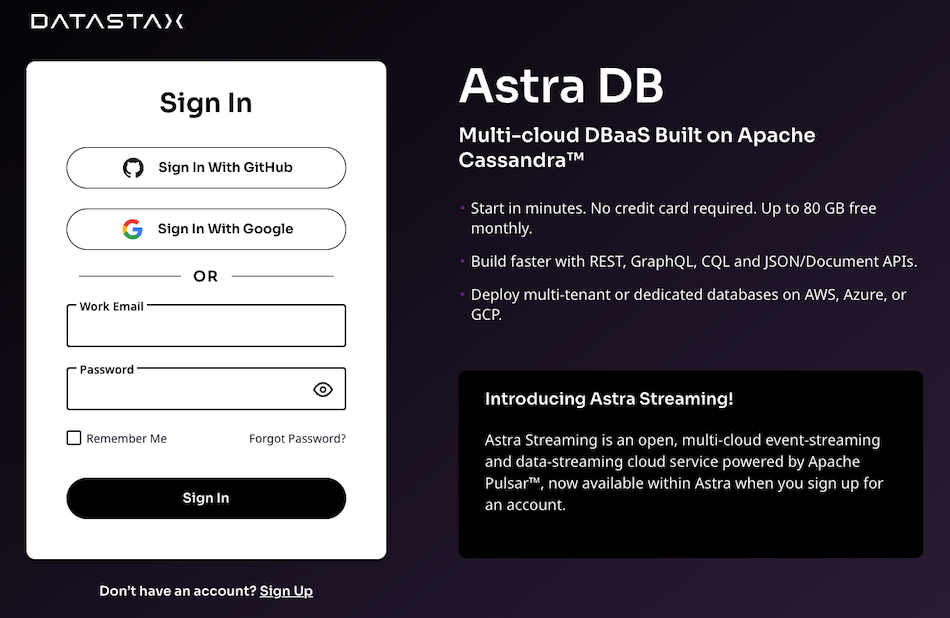 DATASTAX
Sign In
Sign In With GitHub
Sign In With Google
OR
Work Email
Password
Remember Me
Forgot Password?
Sign In
Don't have an account? Sign Up
Astra DB
Multi-cloud DBaaS Built on Apache
Cassandra™
Start in minutes. No credit card required. Up to 80 GB free
monthly.
Build faster with REST, GraphQL, CQL and JSON/Document APIs.
Deploy multi-tenant or dedicated databases on AWS, Azure, or
GCP.
Introducing Astra Streaming!
Astra Streaming is an open, multi-cloud event-streaming
and data-streaming cloud service powered by Apache
Pulsar™, now available within Astra when you sign up for
an account.